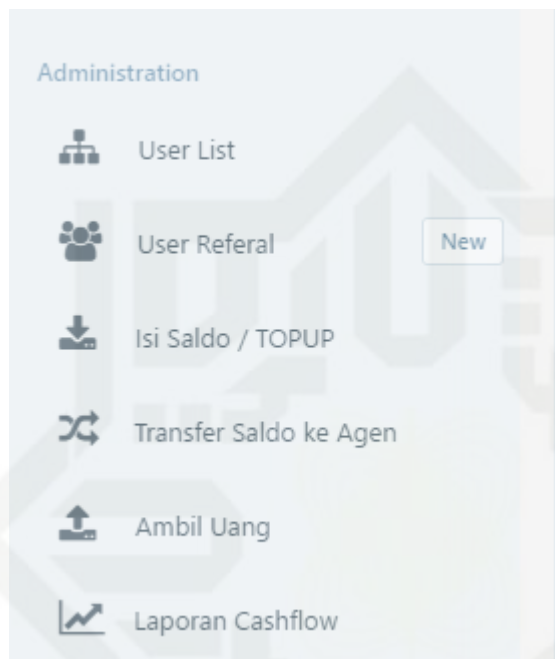 Administration
User List
User Referal
New
Isi Saldo / TOPUP
Transfer Saldo ke Agen
Ambil Uang
Laporan Cashflow